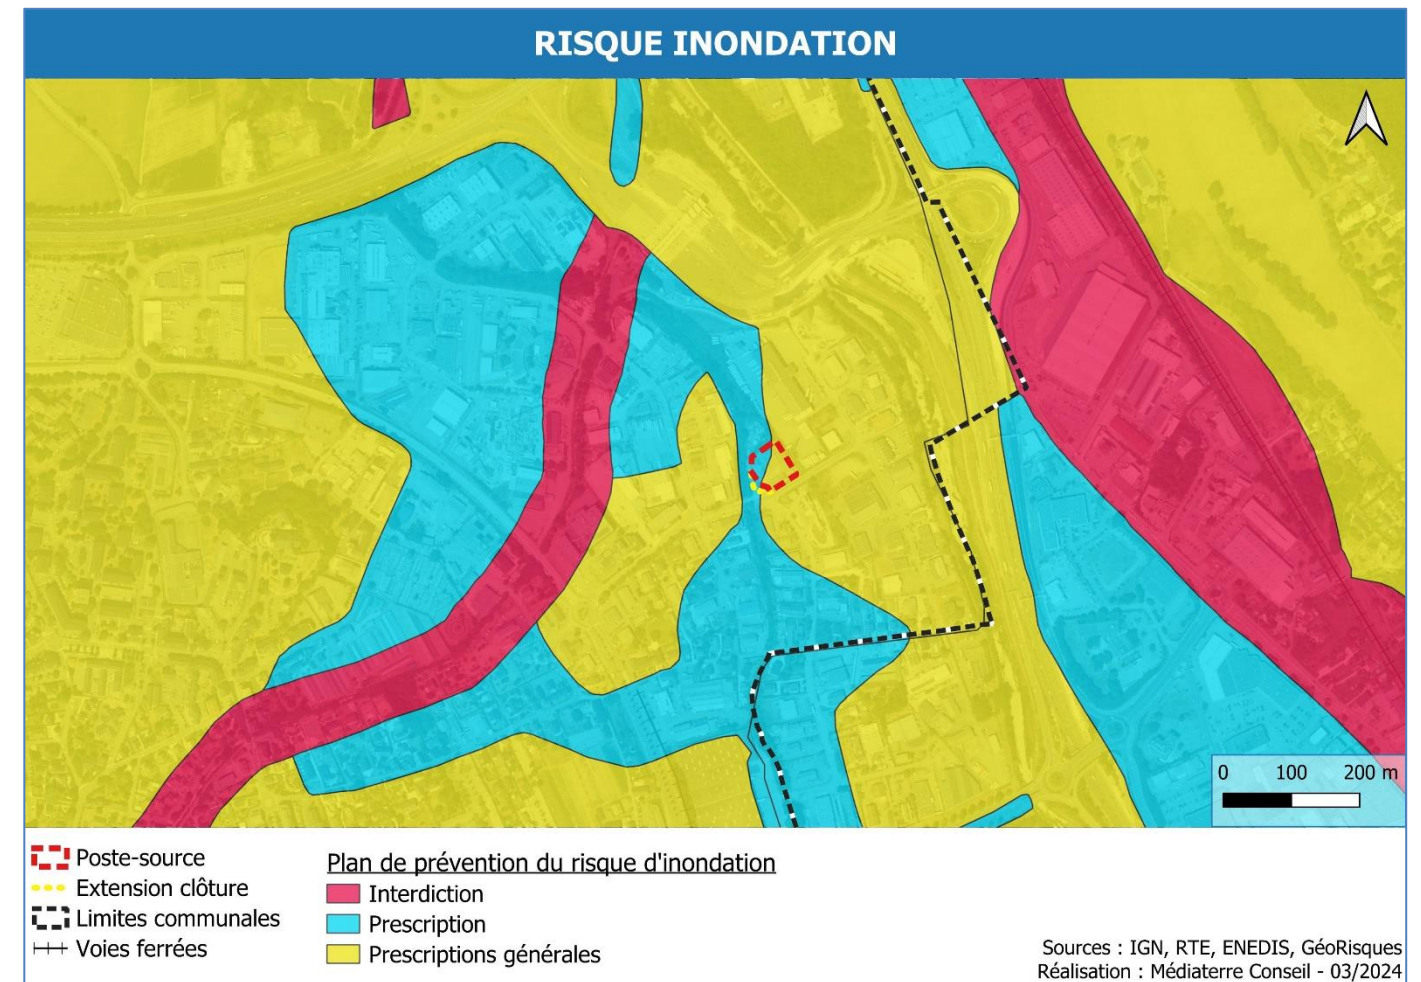 RISQUE INONDATION
0 100 200 m
Poste-source
Extension clôture
Limites communales
Voies ferrées
Plan de prévention du risque d'inondation
Interdiction
Prescription
Prescriptions générales
Sources : IGN, RTE, ENEDIS, GéoRisques
Réalisation : Médiaterre Conseil - 03/2024